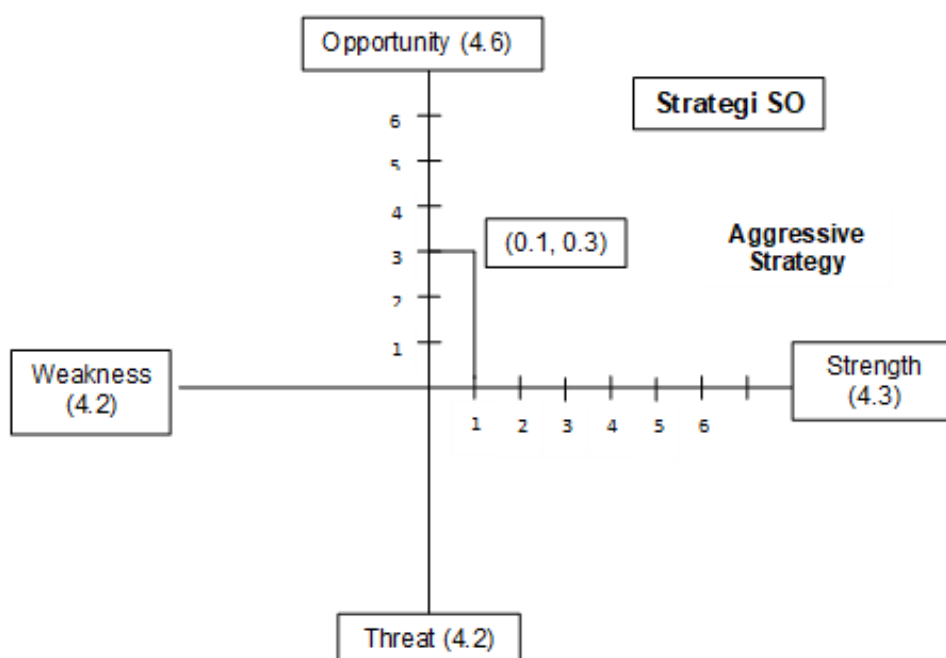 Opportunity (4.6)
Strategi SO
6
5
4
3
2
1
(0.1, 0.3)
Aggressive
Strategy
Weakness
(4.2)
Strength
(4.3)
1 2 3 4 5 6
Threat (4.2)